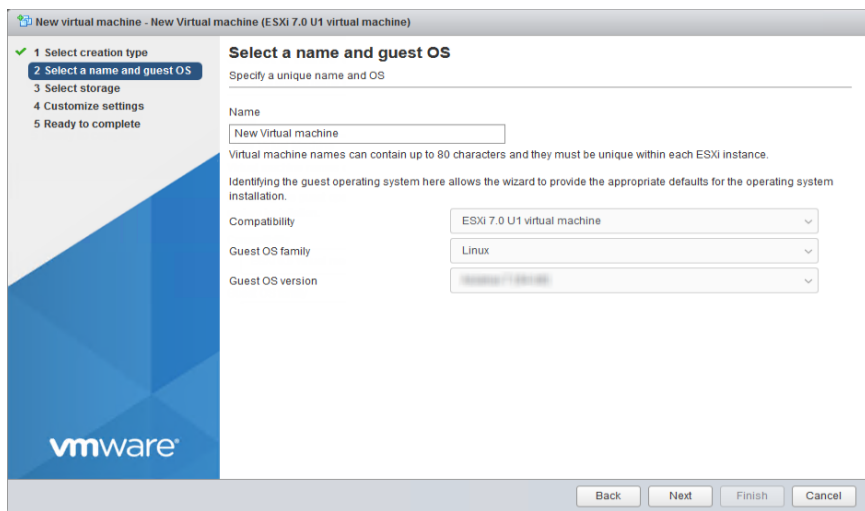 New virtual machine - New Virtual machine (ESXi 7.0 U1 virtual machine)
1 Select creation type
2 Select a name and guest OS
3 Select storage
4 Customize settings
5 Ready to complete
Select a name and guest OS
Specify a unique name and OS
Name
New Virtual machine
Virtual machine names can contain up to 80 characters and they must be unique within each ESXi instance.
Identifying the guest operating system here allows the wizard to provide the appropriate defaults for the operating system
installation.
Compatibility
ESXi 7.0 U1 virtual machine
Guest OS family
Linux
Guest OS version
vmware
Back
Next
Finish
Cancel